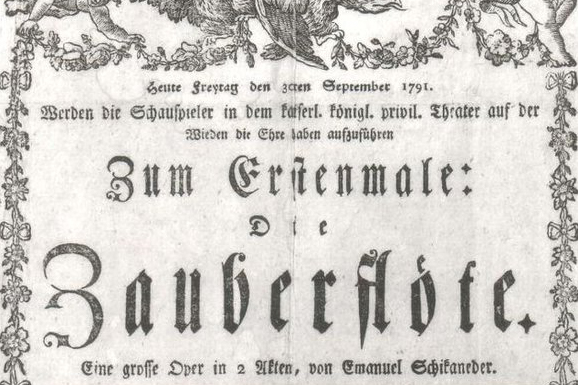 Heute Freytag den 30ten September 1791.
Werden die Schauspieler in dem kaiserl. königl. privil. Theater auf der
Wieden die Ehre haben aufzuführen
Zum Erstenmale:
Die
Zauberflöte.
Eine grosse Oper in 2 Akten, von Emanuel Schikaneder.